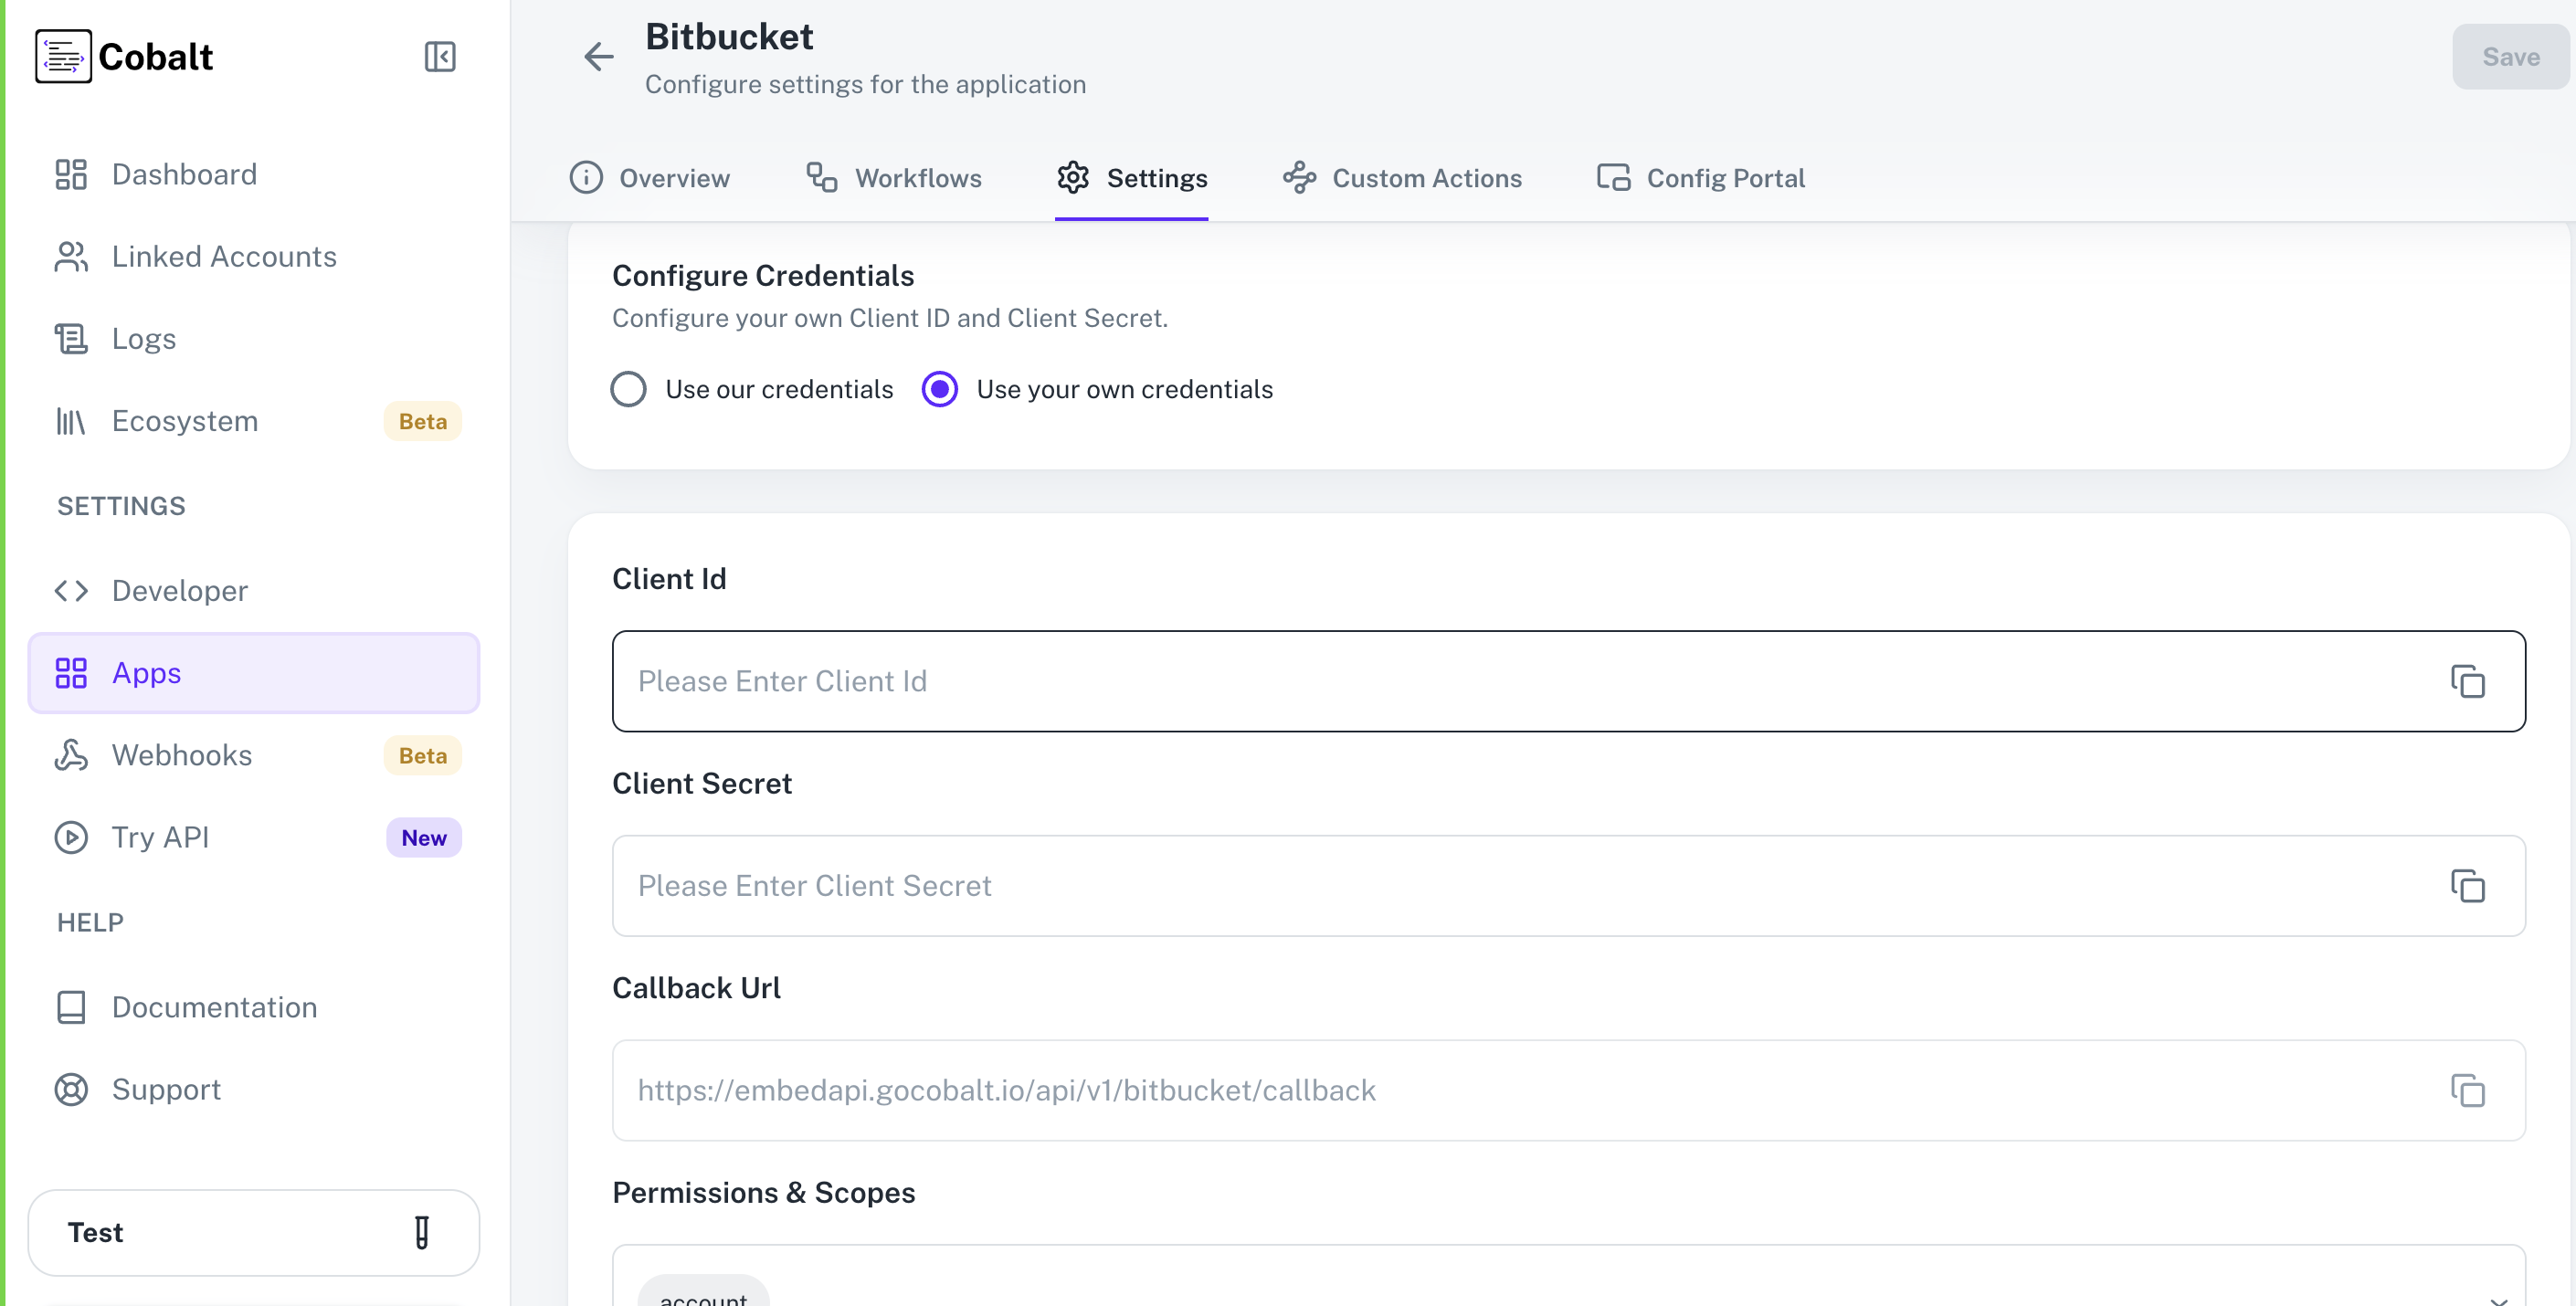 Cobalt
Dashboard
Linked Accounts
Logs
Ecosystem Beta
SETTINGS
Developer
Apps
Webhooks Beta
Try API New
HELP
Documentation
Support
Test
Bitbucket
Configure settings for the application
Save
Overview Workflows Settings Custom Actions Config Portal
Configure Credentials
Configure your own Client ID and Client Secret.
Use our credentials Use your own credentials
Client Id
Please Enter Client Id
Client Secret
Please Enter Client Secret
Callback Url
https://embedapi.gocobalt.io/api/v1/bitbucket/callback
Permissions & Scopes
account